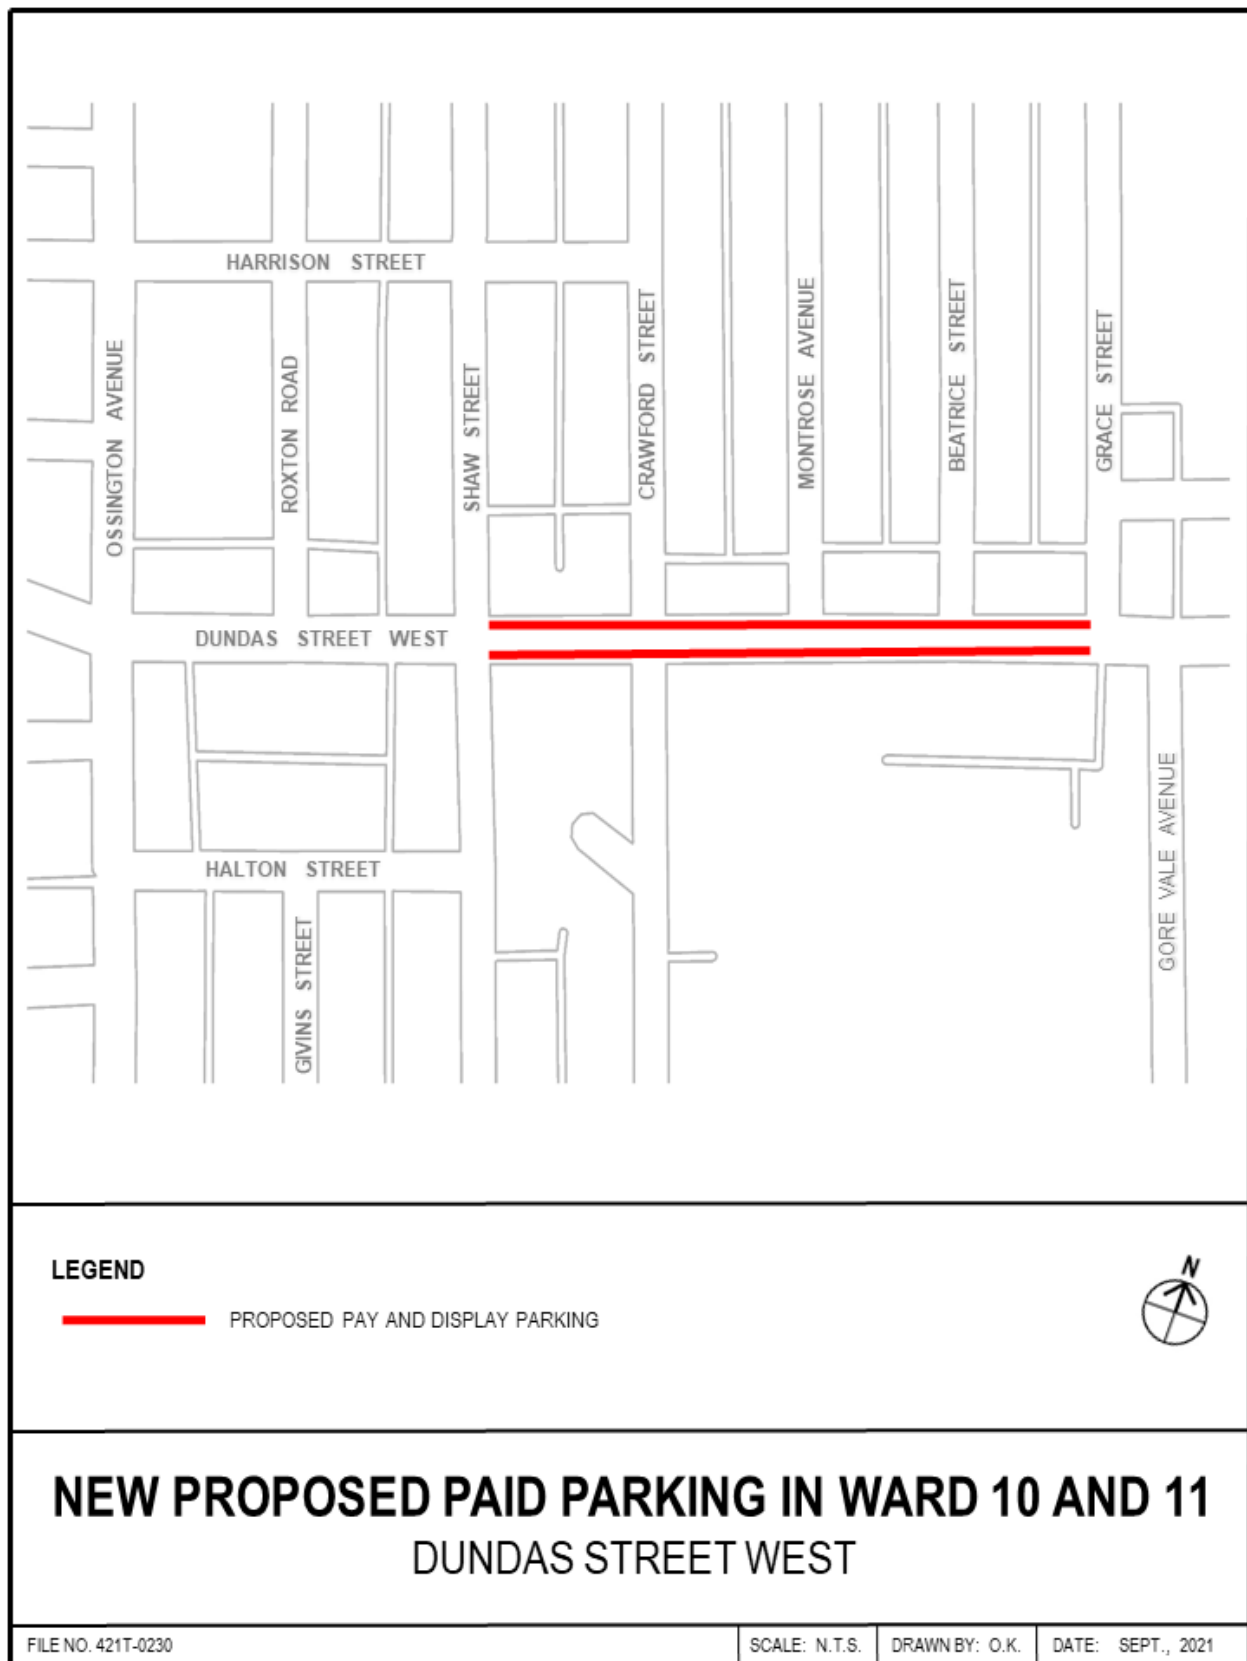 HARRISON STREET
OSSINGTON AVENUE
ROXTON ROAD
SHAW STREET
CRAWFORD STREET
MONTROSE AVENUE
BEATRICE STREET
GRACE STREET
DUNDAS STREET WEST
HALTON STREET
GIVINS STREET
GORE VALE AVENUE
LEGEND
PROPOSED PAY AND DISPLAY PARKING
N
NEW PROPOSED PAID PARKING IN WARD 10 AND 11
DUNDAS STREET WEST
FILE NO. 421T-0230
SCALE: N.T.S.
DRAWN BY: O.K.
DATE: SEPT., 2021